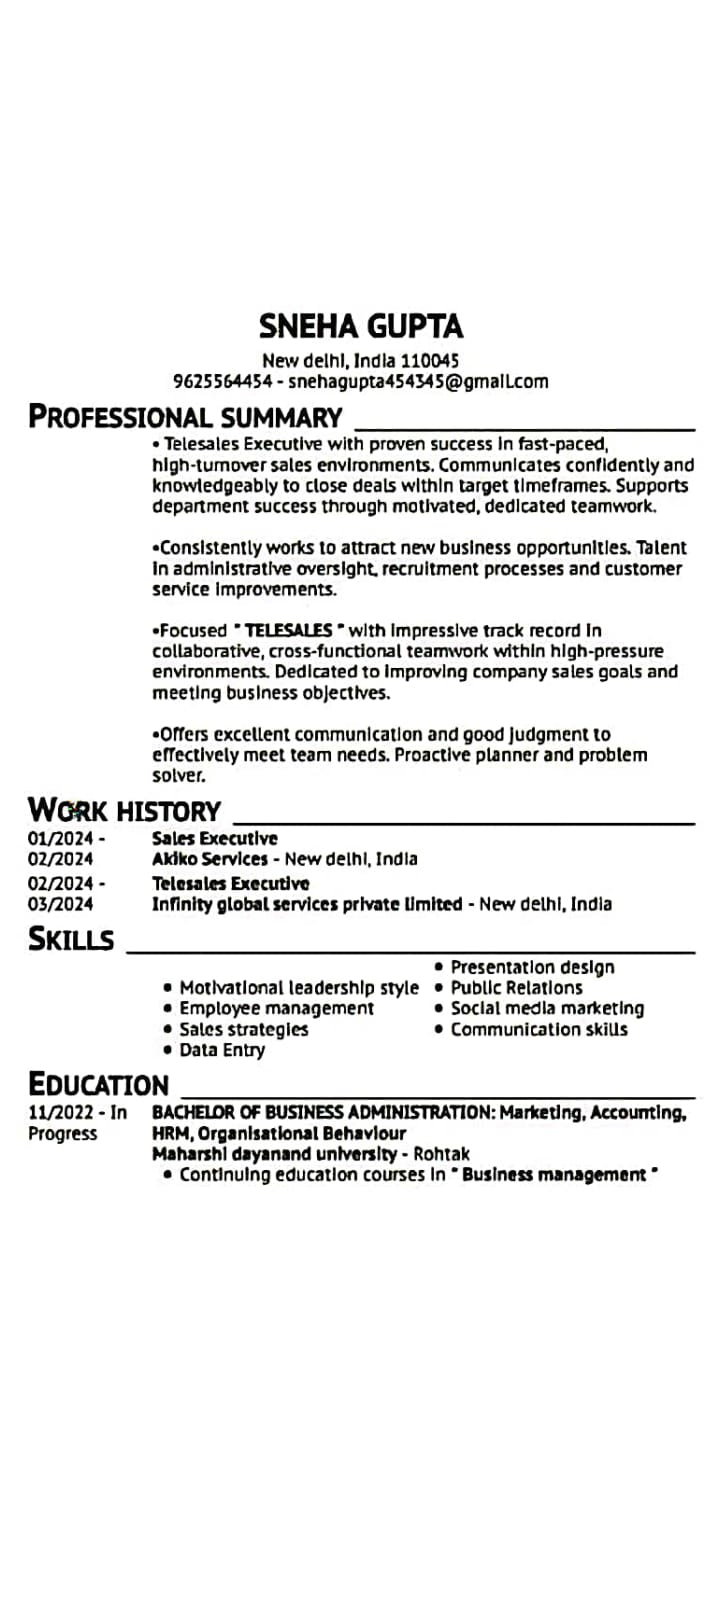 SNEHA GUPTA
New delhi, India 110045
9625564454 - snehagupta454345@gmail.com
PROFESSIONAL SUMMARY
• Telesales Executive with proven success in fast-paced,
high-turnover sales environments. Communicates confidently and
knowledgeably to close deals within target timeframes. Supports
department success through motivated, dedicated teamwork.
•Consistently works to attract new business opportunities. Talent
in administrative oversight, recruitment processes and customer
service improvements.
•Focused " TELESALES " with impressive track record in
collaborative, cross-functional teamwork within high-pressure
environments. Dedicated to improving company sales goals and
meeting business objectives.
•Offers excellent communication and good judgment to
effectively meet team needs. Proactive planner and problem
solver.
WORK HISTORY
01/2024 - Sales Executive
02/2024 Akiko Services - New delhi, India
02/2024 - Telesales Executive
03/2024 Infinity global services private limited - New delhi, India
SKILLS
• Motivational leadership style
• Employee management
• Sales strategies
• Data Entry
• Presentation design
• Public Relations
• Social media marketing
• Communication skills
EDUCATION
11/2022 - In BACHELOR OF BUSINESS ADMINISTRATION: Marketing, Accounting,
Progress HRM, Organisational Behaviour
Maharshi dayanand university - Rohtak
• Continuing education courses in " Business management "